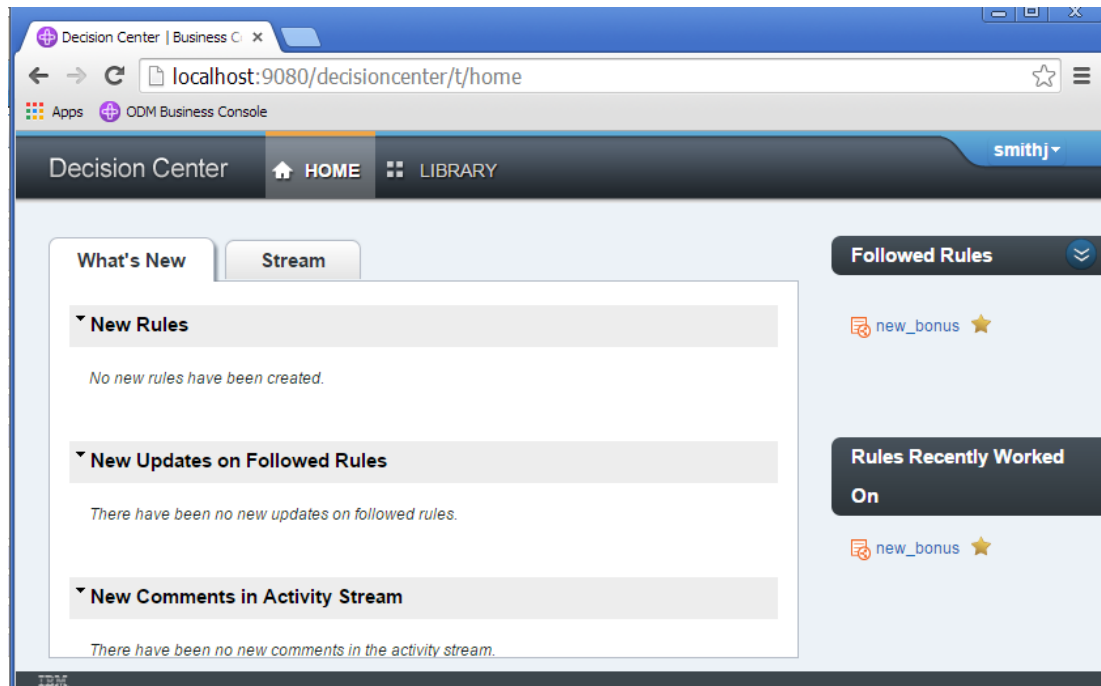 Decision Center | Business C
localhost:9080/decisioncenter/t/home
Apps ODM Business Console
Decision Center HOME LIBRARY smithj
What's New Stream
New Rules
No new rules have been created.
New Updates on Followed Rules
There have been no new updates on followed rules.
New Comments in Activity Stream
There have been no new comments in the activity stream.
Followed Rules
new_bonus
Rules Recently Worked
On
new_bonus
IBM